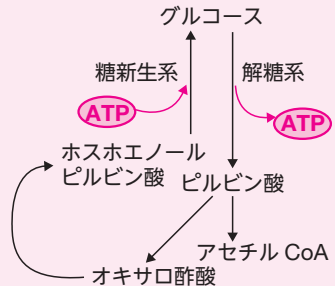 グルコース
糖新生系
解糖系
ATP
ATP
ホスホエノール
ピルビン酸
ピルビン酸
アセチル CoA
オキサロ酢酸